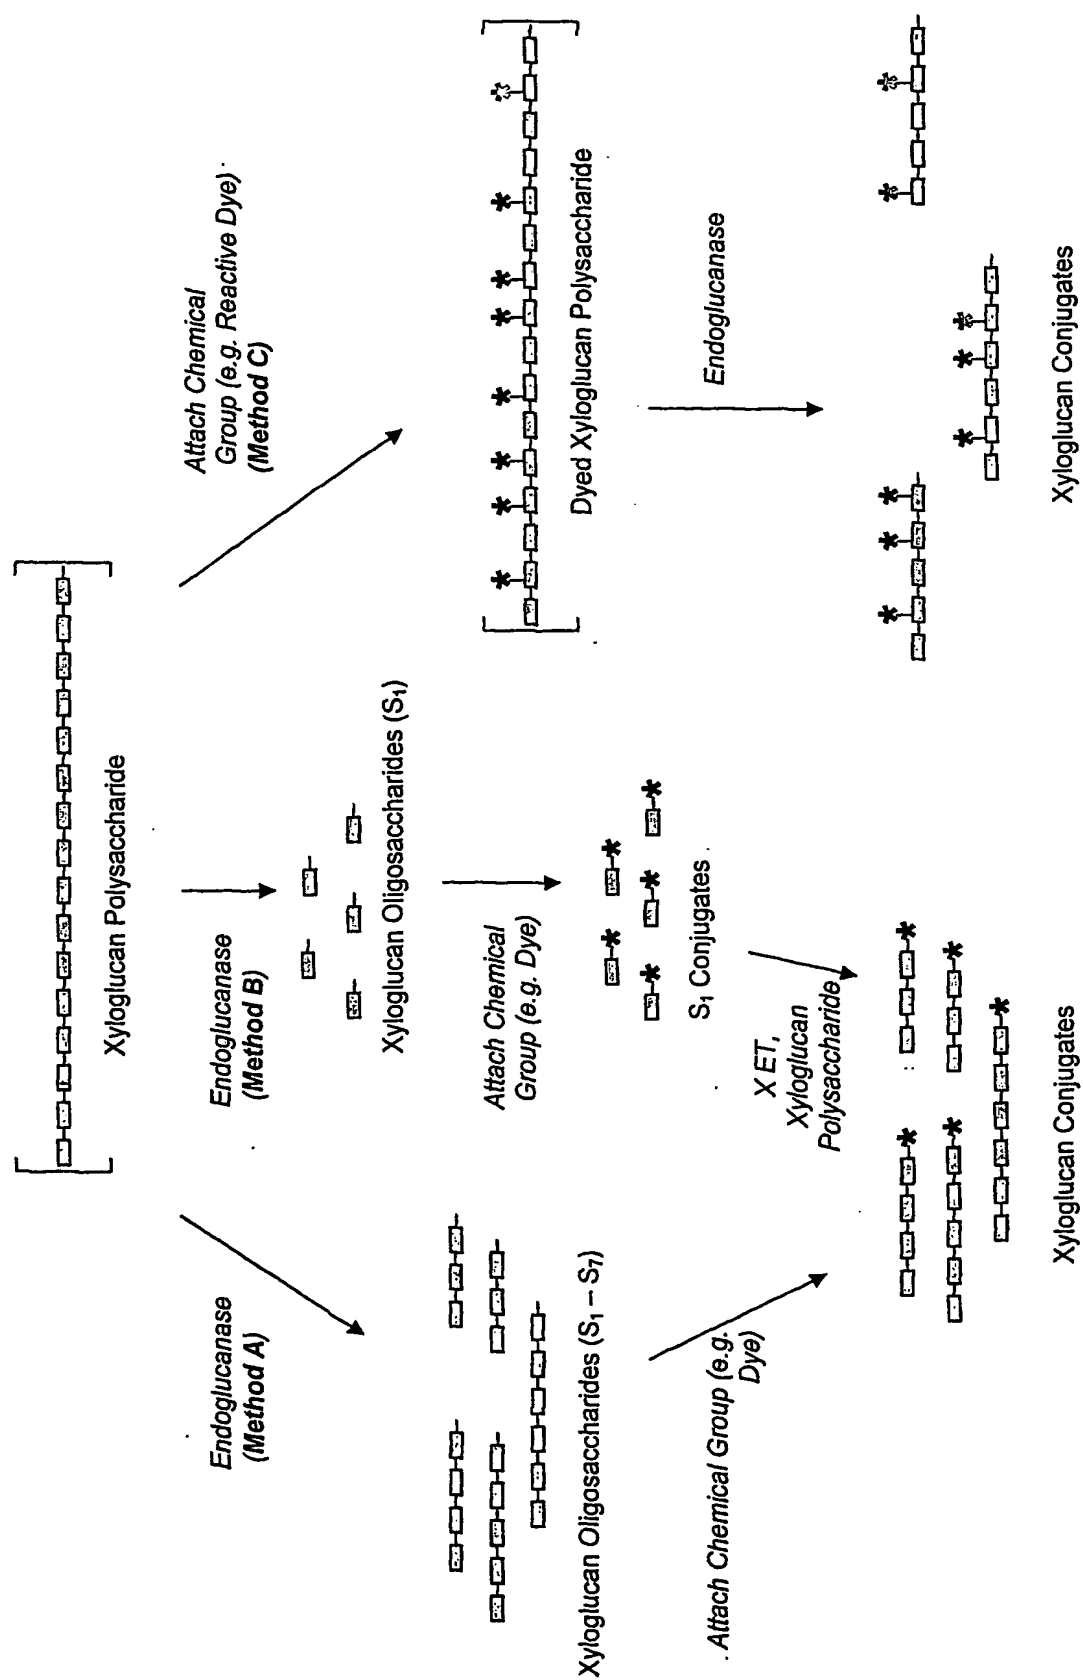 Xyloglucan Polysaccharide
Endoglucanase
(Method A)
Endoglucanase
(Method B)
Attach Chemical
Group (e.g. Reactive Dye)
(Method C)
Xyloglucan Oligosaccharides (S1 – S7)
Xyloglucan Oligosaccharides (S1)
Dyed Xyloglucan Polysaccharide
Attach Chemical Group (e.g.
Dye)
Attach Chemical
Group (e.g. Dye)
S1 Conjugates
XET,
Xyloglucan
Polysaccharide
Endoglucanase
Xyloglucan Conjugates
Xyloglucan Conjugates